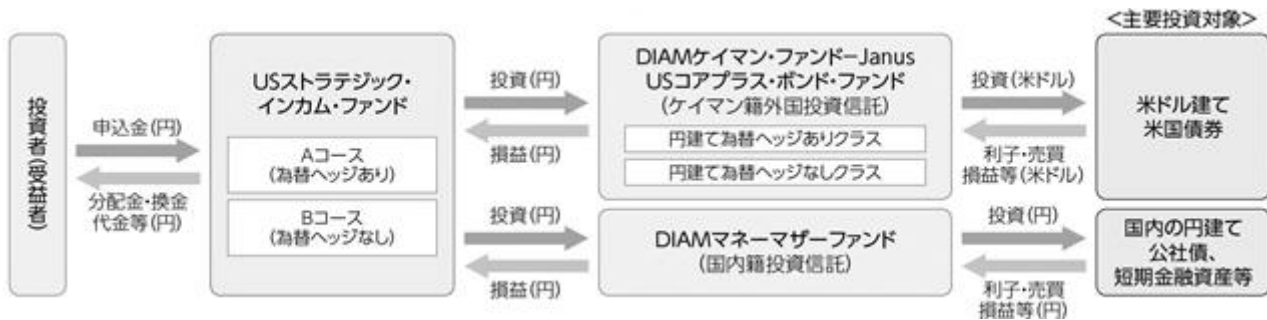 <主要投資対象>
投資者(受益者)
申込金(円)
分配金・換金
代金等(円)
USストラテジック・
インカム・ファンド
Aコース
(為替ヘッジあり)
Bコース
(為替ヘッジなし)
投資(円)
損益(円)
投資(円)
損益(円)
DIAMケイマン・ファンドーJanus
USコアプラス・ボンド・ファンド
(ケイマン籍外国投資信託)
円建て為替ヘッジありクラス
円建て為替ヘッジなしクラス
DIAMマネーマザーファンド
(国内籍投資信託)
投資(米ドル)
利子・売買
損益等(米ドル)
投資(円)
利子・売買
損益等(円)
米ドル建て
米国債券
国内の円建て
公社債、
短期金融資産等